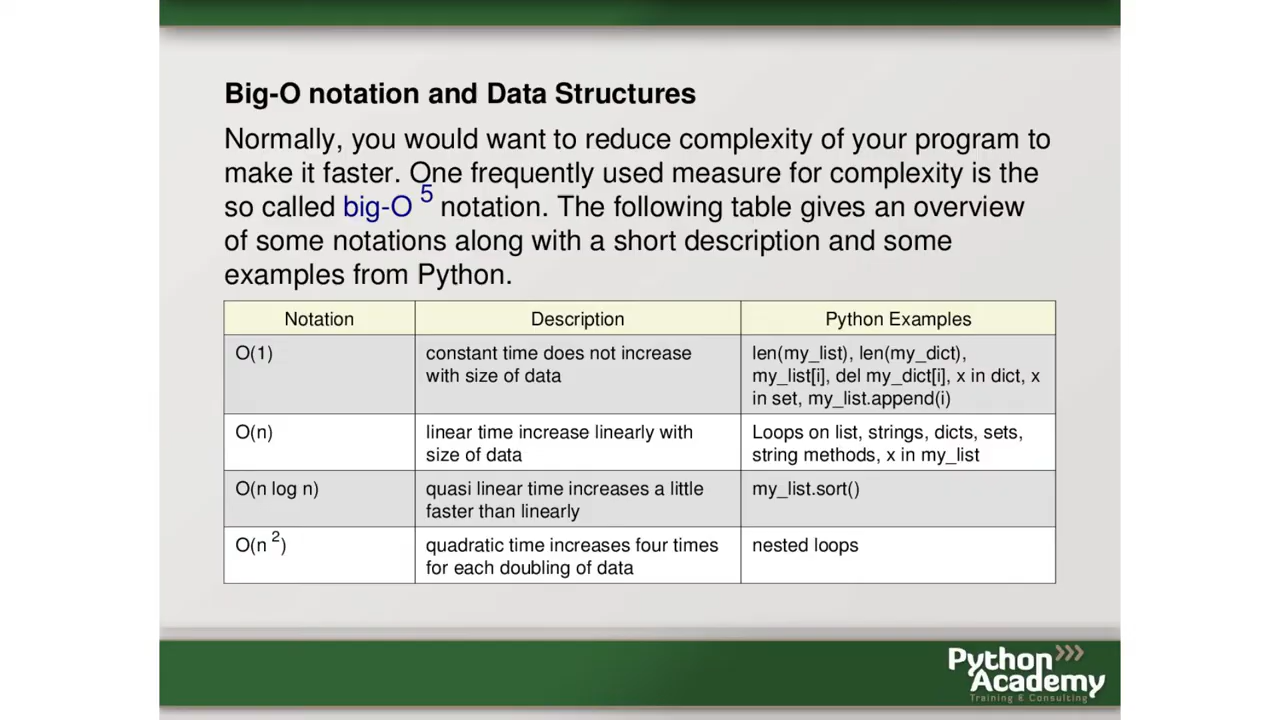 Big-O notation and Data Structures
Normally, you would want to reduce complexity of your program to
make it faster. One frequently used measure for complexity is the
so called big-O 5 notation. The following table gives an overview
of some notations along with a short description and some
examples from Python.
Notation Description Python Examples
O(1) constant time does not increase len(my_list), len(my_dict),
with size of data my_list[i], del my_dict[i], x in dict, x
in set, my_list.append(i)
O(n) linear time increase linearly with Loops on list, strings, dicts, sets,
size of data string methods, x in my_list
O(n log n) quasi linear time increases a little my_list.sort()
faster than linearly
O(n 2) quadratic time increases four times nested loops
for each doubling of data
Python
Academy
Training & Consulting